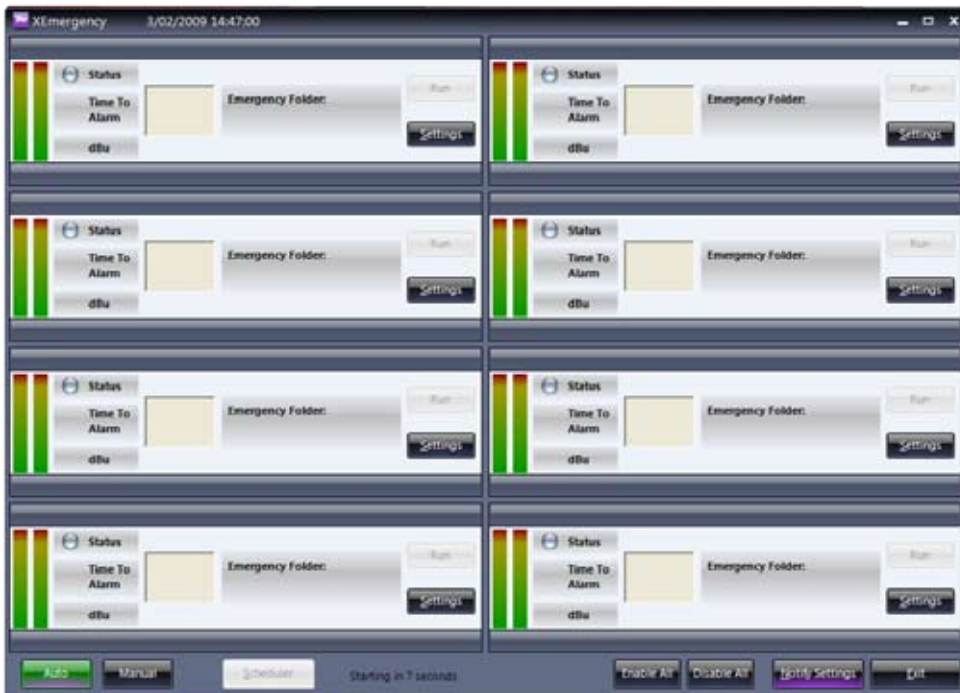 XEmergency 3/02/2009 14:47:00
Status
Time To
Alarm
dBu
Emergency Folder:
Run
Settings
Status
Time To
Alarm
dBu
Emergency Folder:
Run
Settings
Status
Time To
Alarm
dBu
Emergency Folder:
Run
Settings
Status
Time To
Alarm
dBu
Emergency Folder:
Run
Settings
Status
Time To
Alarm
dBu
Emergency Folder:
Run
Settings
Status
Time To
Alarm
dBu
Emergency Folder:
Run
Settings
Status
Time To
Alarm
dBu
Emergency Folder:
Run
Settings
Status
Time To
Alarm
dBu
Emergency Folder:
Run
Settings
Auto Manual Scheduler Starting in 7 seconds Enable All Disable All Notify Settings Exit